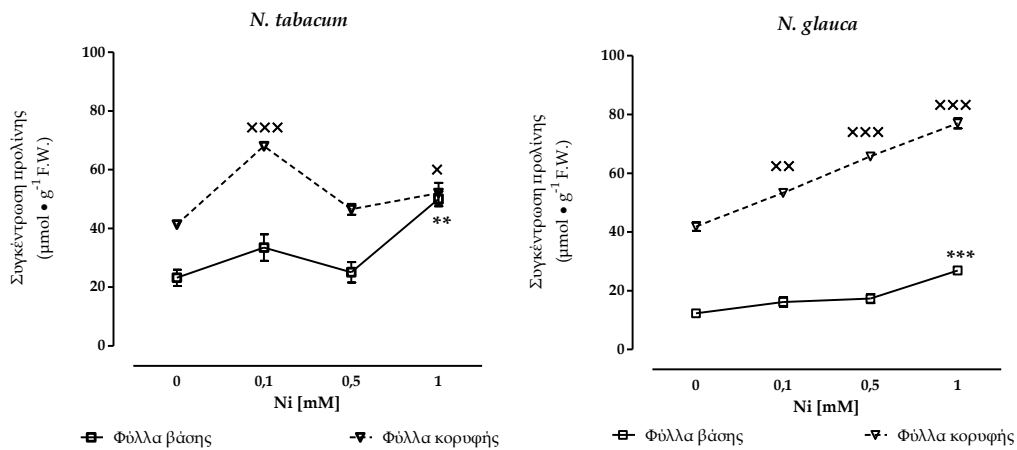 N. tabacum
Συγκέντρωση προλίνης
(μmol • g⁻¹ F.W.)
100
80
60
40
20
0
×××
×
**
0 0,1 0,5 1
Ni [mM]
Φύλλα βάσης Φύλλα κορυφής
N. glauca
Συγκέντρωση προλίνης
(μmol • g⁻¹ F.W.)
100
80
60
40
20
0
××
×××
×××
***
0 0,1 0,5 1
Ni [mM]
Φύλλα βάσης Φύλλα κορυφής